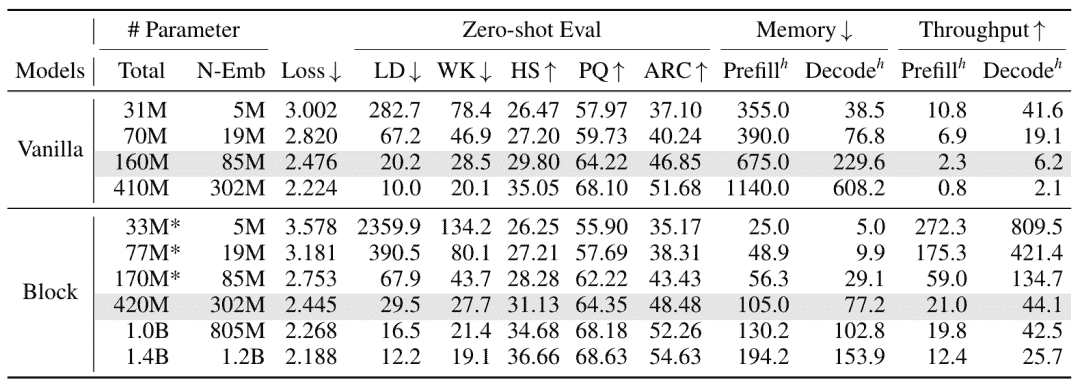 # Parameter Zero-shot Eval Memory↓ Throughput↑
Models Total N-Emb Loss↓ LD↓ WK↓ HS↑ PQ↑ ARC↑ Prefillʰ Decodeʰ Prefillʰ Decodeʰ
31M 5M 3.002 282.7 78.4 26.47 57.97 37.10 355.0 38.5 10.8 41.6
70M 19M 2.820 67.2 46.9 27.20 59.73 40.24 390.0 76.8 6.9 19.1
Vanilla
160M 85M 2.476 20.2 28.5 29.80 64.22 46.85 675.0 229.6 2.3 6.2
410M 302M 2.224 10.0 20.1 35.05 68.10 51.68 1140.0 608.2 0.8 2.1
33M* 5M 3.578 2359.9 134.2 26.25 55.90 35.17 25.0 5.0 272.3 809.5
77M* 19M 3.181 390.5 80.1 27.21 57.69 38.31 48.9 9.9 175.3 421.4
170M* 85M 2.753 67.9 43.7 28.28 62.22 43.43 56.3 29.1 59.0 134.7
Block
420M 302M 2.445 29.5 27.7 31.13 64.35 48.48 105.0 77.2 21.0 44.1
1.0B 805M 2.268 16.5 21.4 34.68 68.18 52.26 130.2 102.8 19.8 42.5
1.4B 1.2B 2.188 12.2 19.1 36.66 68.63 54.63 194.2 153.9 12.4 25.7